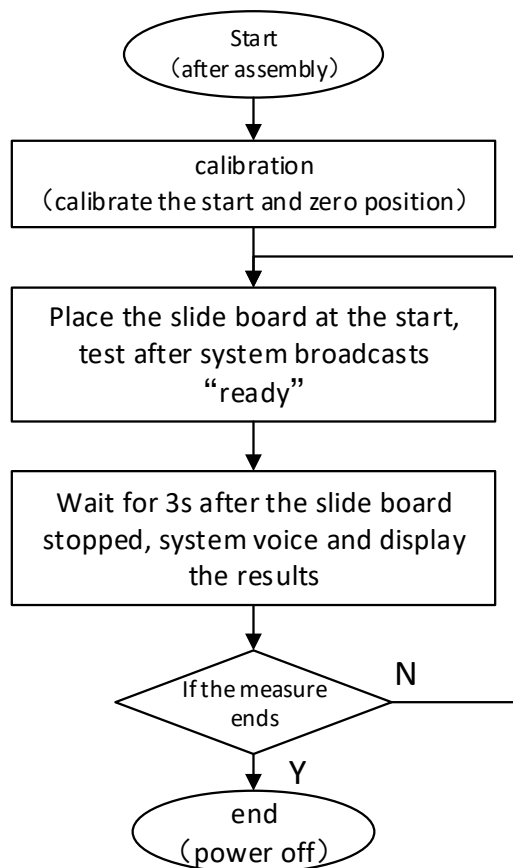 Start
（after assembly）
calibration
（calibrate the start and zero position）
Place the slide board at the start,
test after system broadcasts
“ready”
Wait for 3s after the slide board
stopped, system voice and display
the results
If the measure
ends
N
Y
end
（power off）